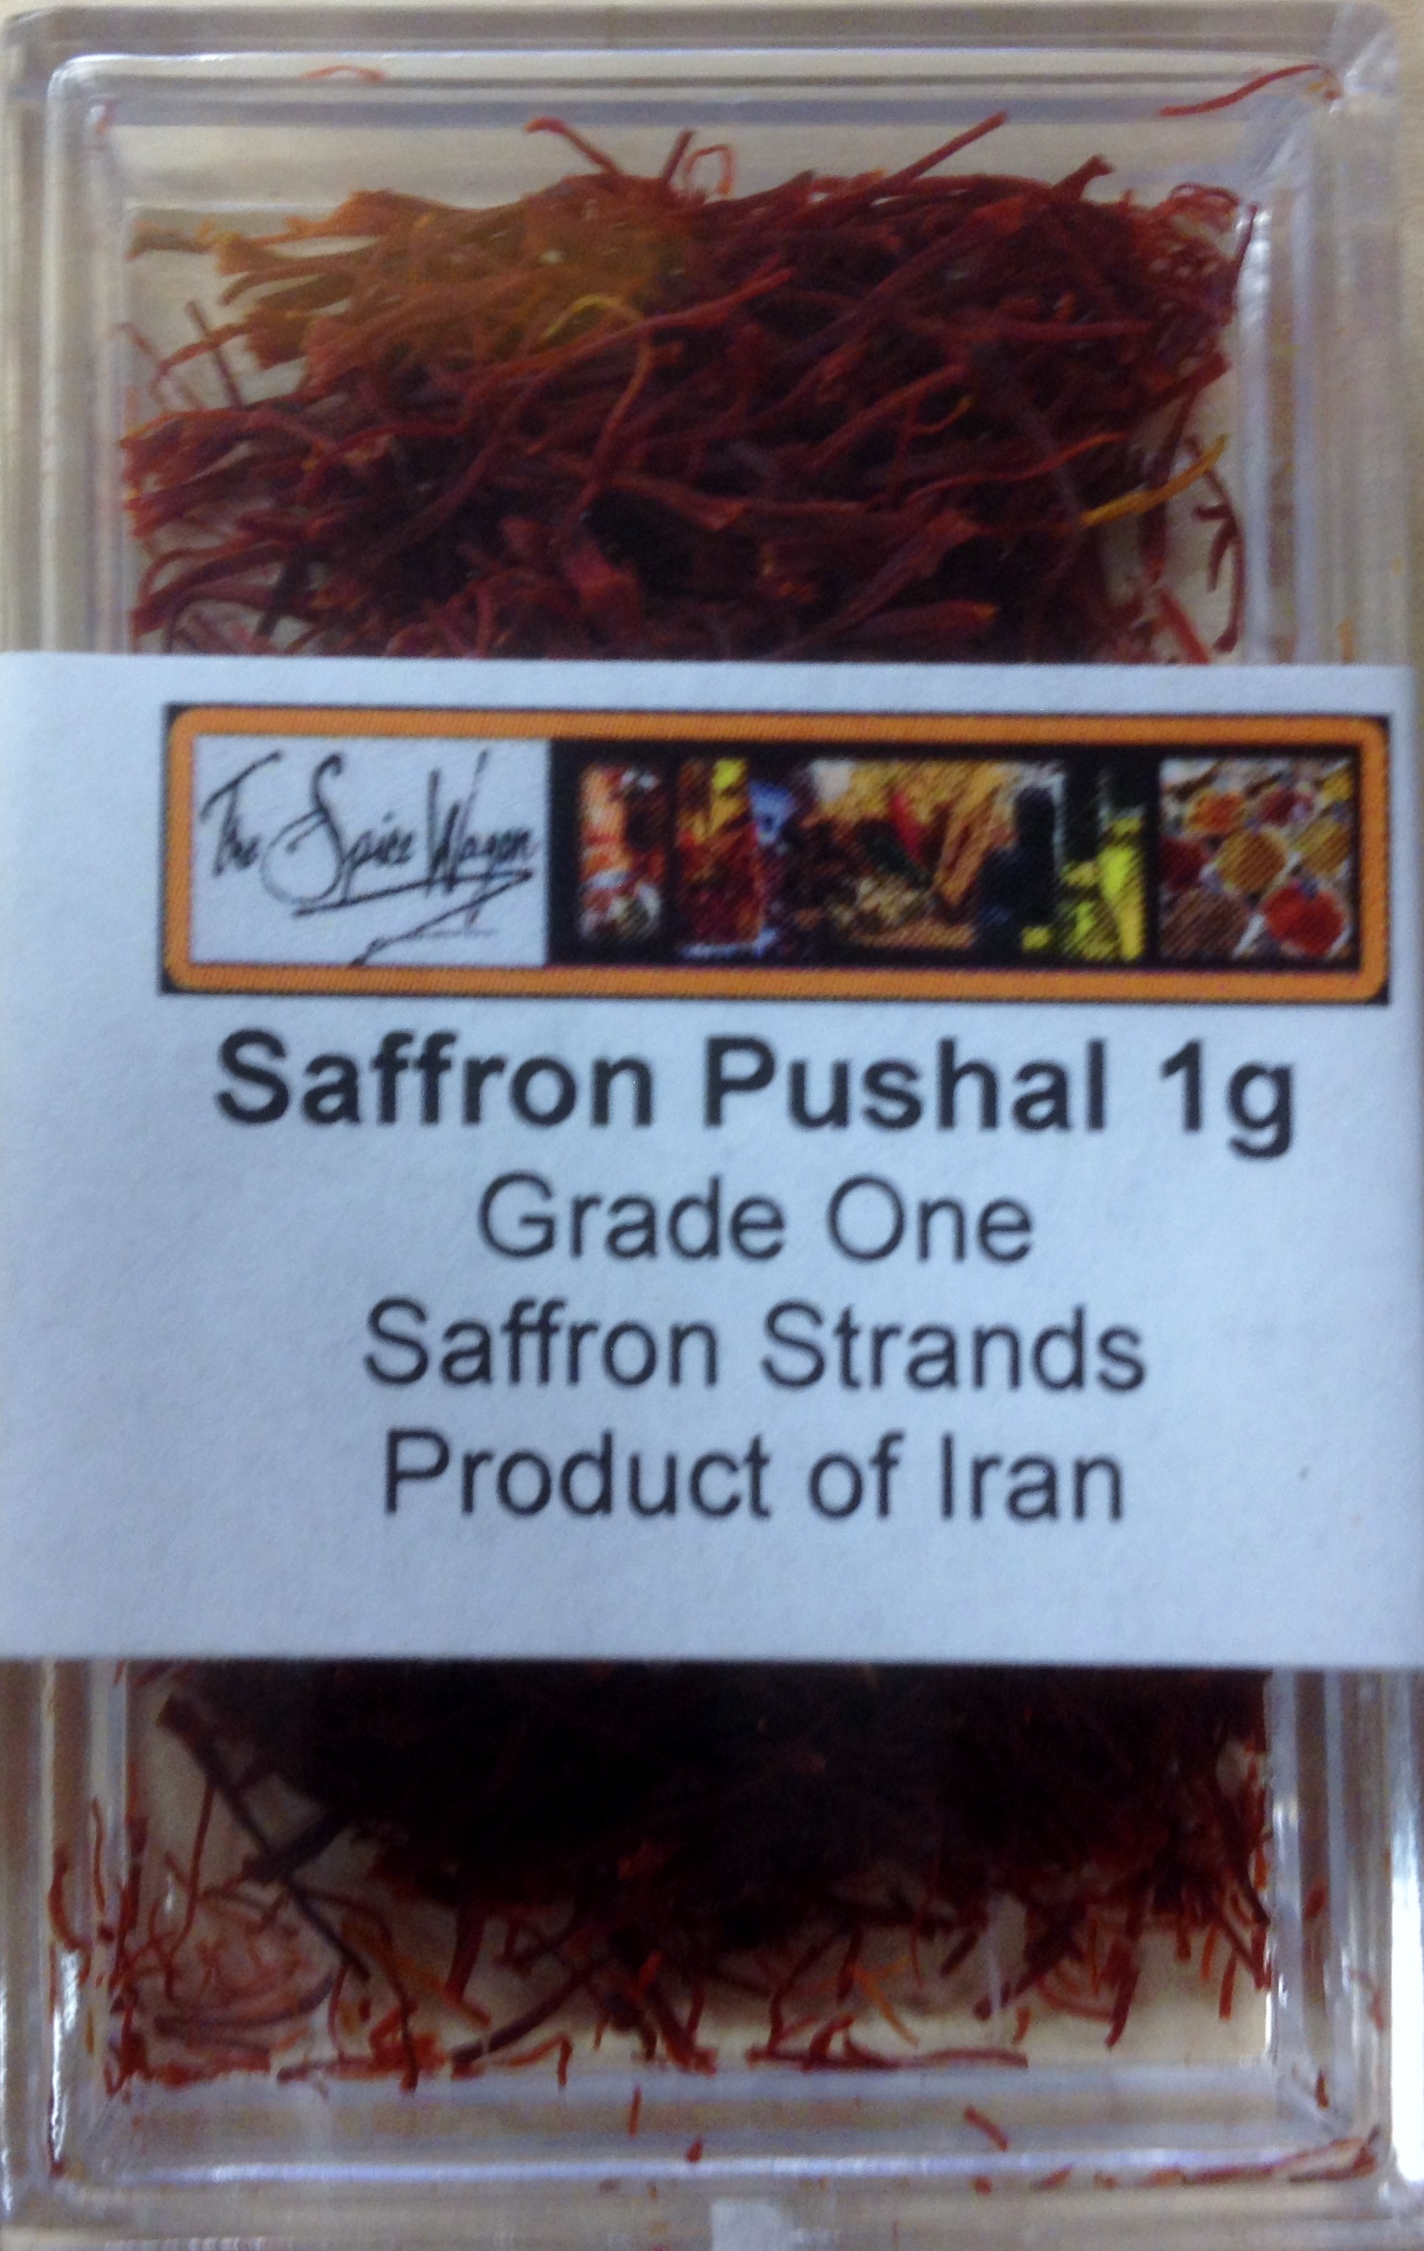 The Spice Wagon
Saffron Pushal 1g
Grade One
Saffron Strands
Product of Iran